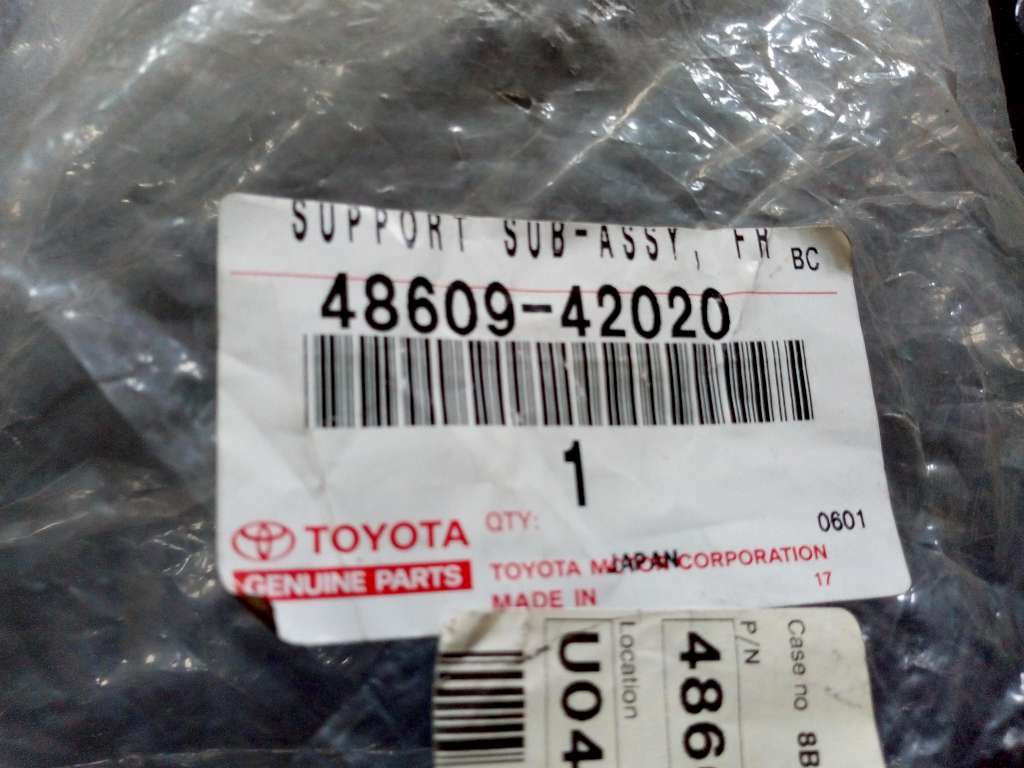 SUPPORT SUB-ASSY, FR BC
48609-42020
1
TOYOTA QTY: 0601
GENUINE PARTS TOYOTA MOTOR CORPORATION
JAPAN
MADE IN 17
Case no 8B
P/N
486
Location
U04